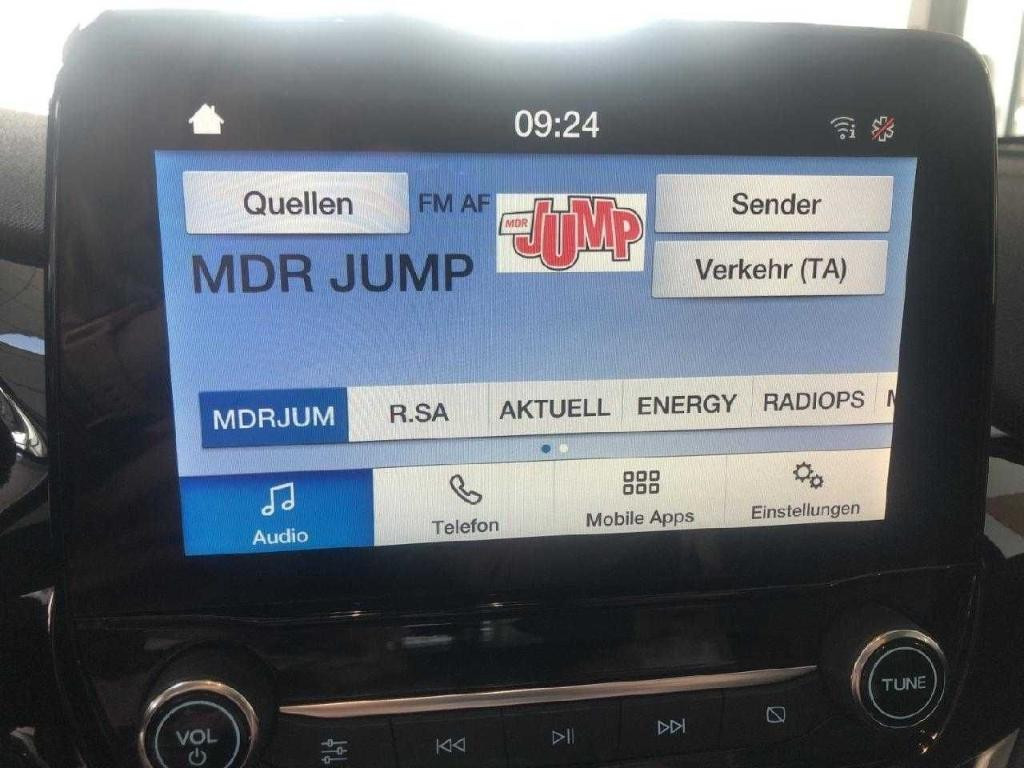 09:24
Quellen
FM AF
MDR JUMP
Sender
MDR JUMP
Verkehr (TA)
MDRJUM
R.SA
AKTUELL
ENERGY
RADIOPS
Audio
Telefon
Mobile Apps
Einstellungen
VOL
TUNE